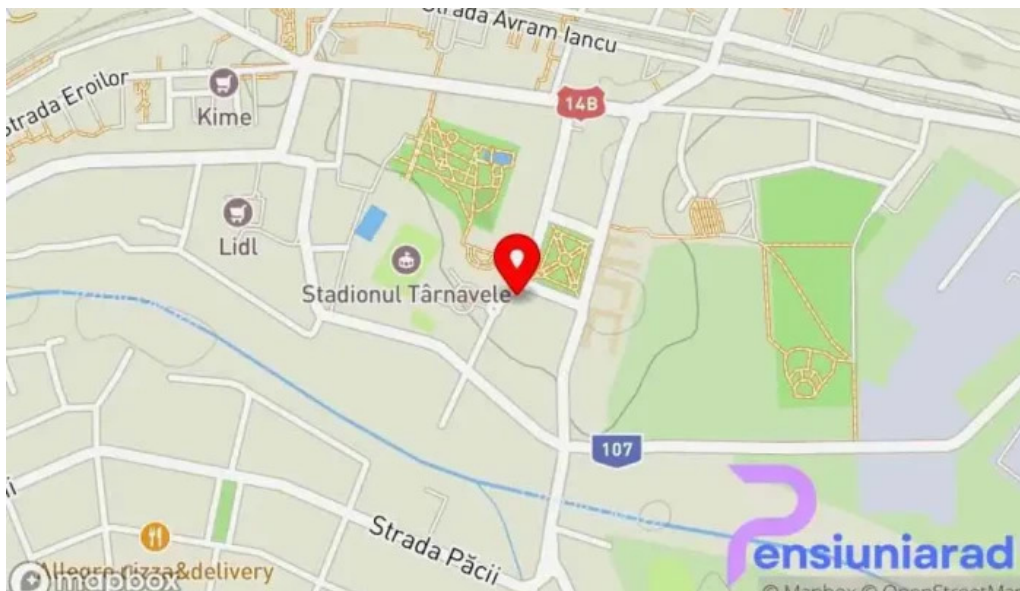 Strada Avram Iancu
Strada Eroilor
Kime
14B
Lidl
Stadionul Târnavele
107
Strada Păcii
Allegro pizza&delivery
mapbox
Pensiuniarad
© Mapbox © OpenStreetMap